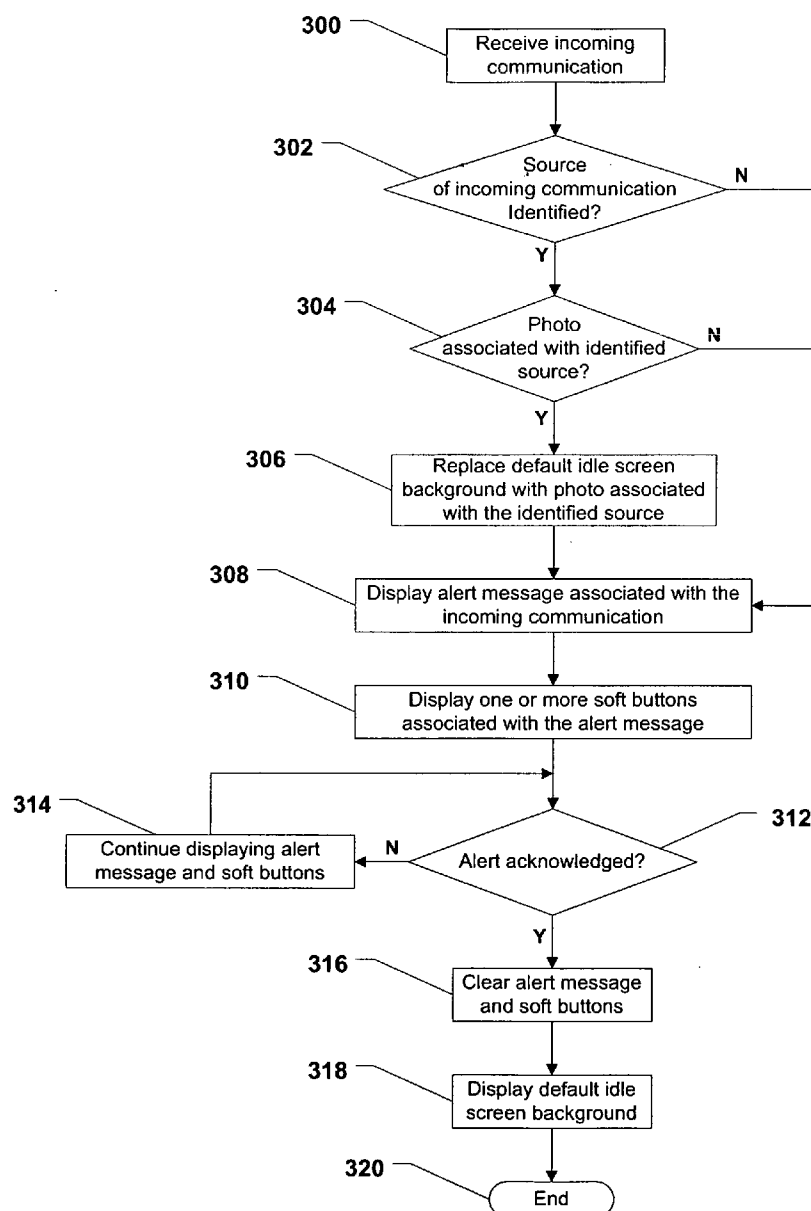 300
Receive incoming
communication
302
Source
of incoming communication
Identified?
N
Y
304
Photo
associated with identified
source?
N
Y
306
Replace default idle screen
background with photo associated
with the identified source
308
Display alert message associated with the
incoming communication
310
Display one or more soft buttons
associated with the alert message
314
Continue displaying alert
message and soft buttons
N
312
Alert acknowledged?
Y
316
Clear alert message
and soft buttons
318
Display default idle
screen background
320
End